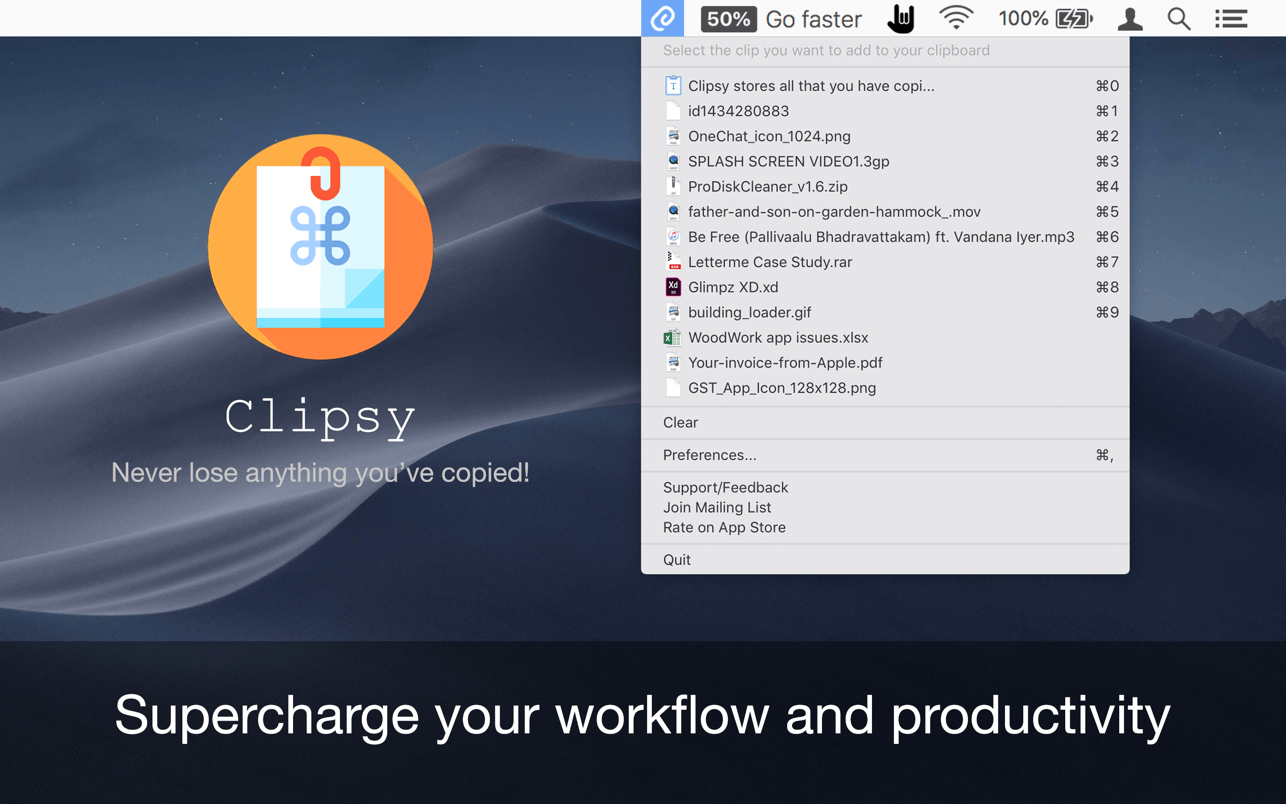 50% Go faster 100%
Select the clip you want to add to your clipboard
Clipsy stores all that you have copi... ⌘0
id1434280883 ⌘1
OneChat_icon_1024.png ⌘2
SPLASH SCREEN VIDEO1.3gp ⌘3
ProDiskCleaner_v1.6.zip ⌘4
father-and-son-on-garden-hammock_.mov ⌘5
Be Free (Pallivaalu Bhadravattakam) ft. Vandana Iyer.mp3 ⌘6
Letterme Case Study.rar ⌘7
Glimpz XD.xd ⌘8
building_loader.gif ⌘9
WoodWork app issues.xlsx
Your-invoice-from-Apple.pdf
GST_App_Icon_128x128.png
Clear
Preferences... ⌘,
Support/Feedback
Join Mailing List
Rate on App Store
Quit
Clipsy
Never lose anything you’ve copied!
Supercharge your workflow and productivity